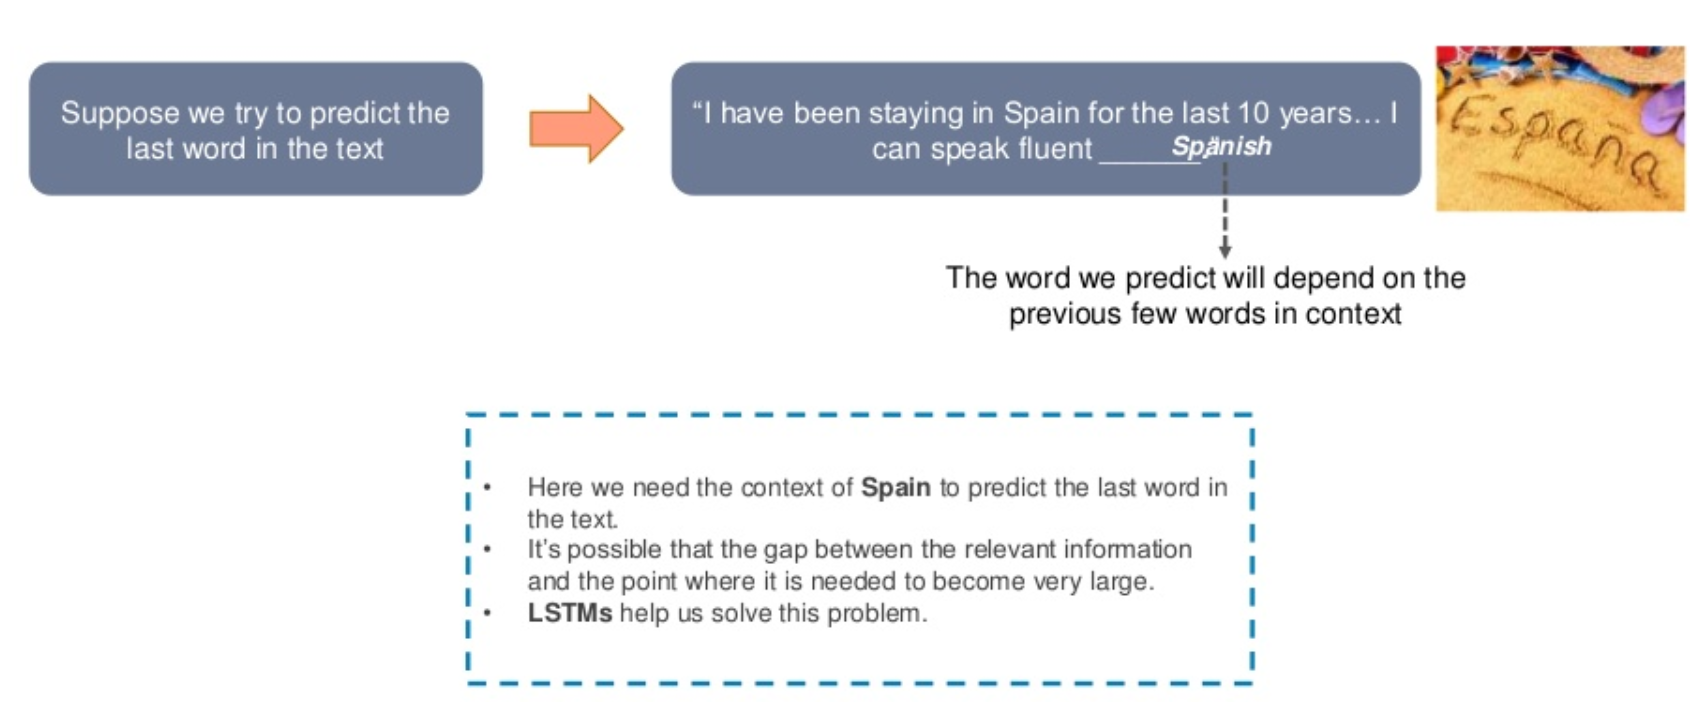 Suppose we try to predict the
last word in the text
“I have been staying in Spain for the last 10 years… I
can speak fluent _______ Spanish
España
The word we predict will depend on the
previous few words in context
• Here we need the context of Spain to predict the last word in
the text.
• It’s possible that the gap between the relevant information
and the point where it is needed to become very large.
• LSTMs help us solve this problem.